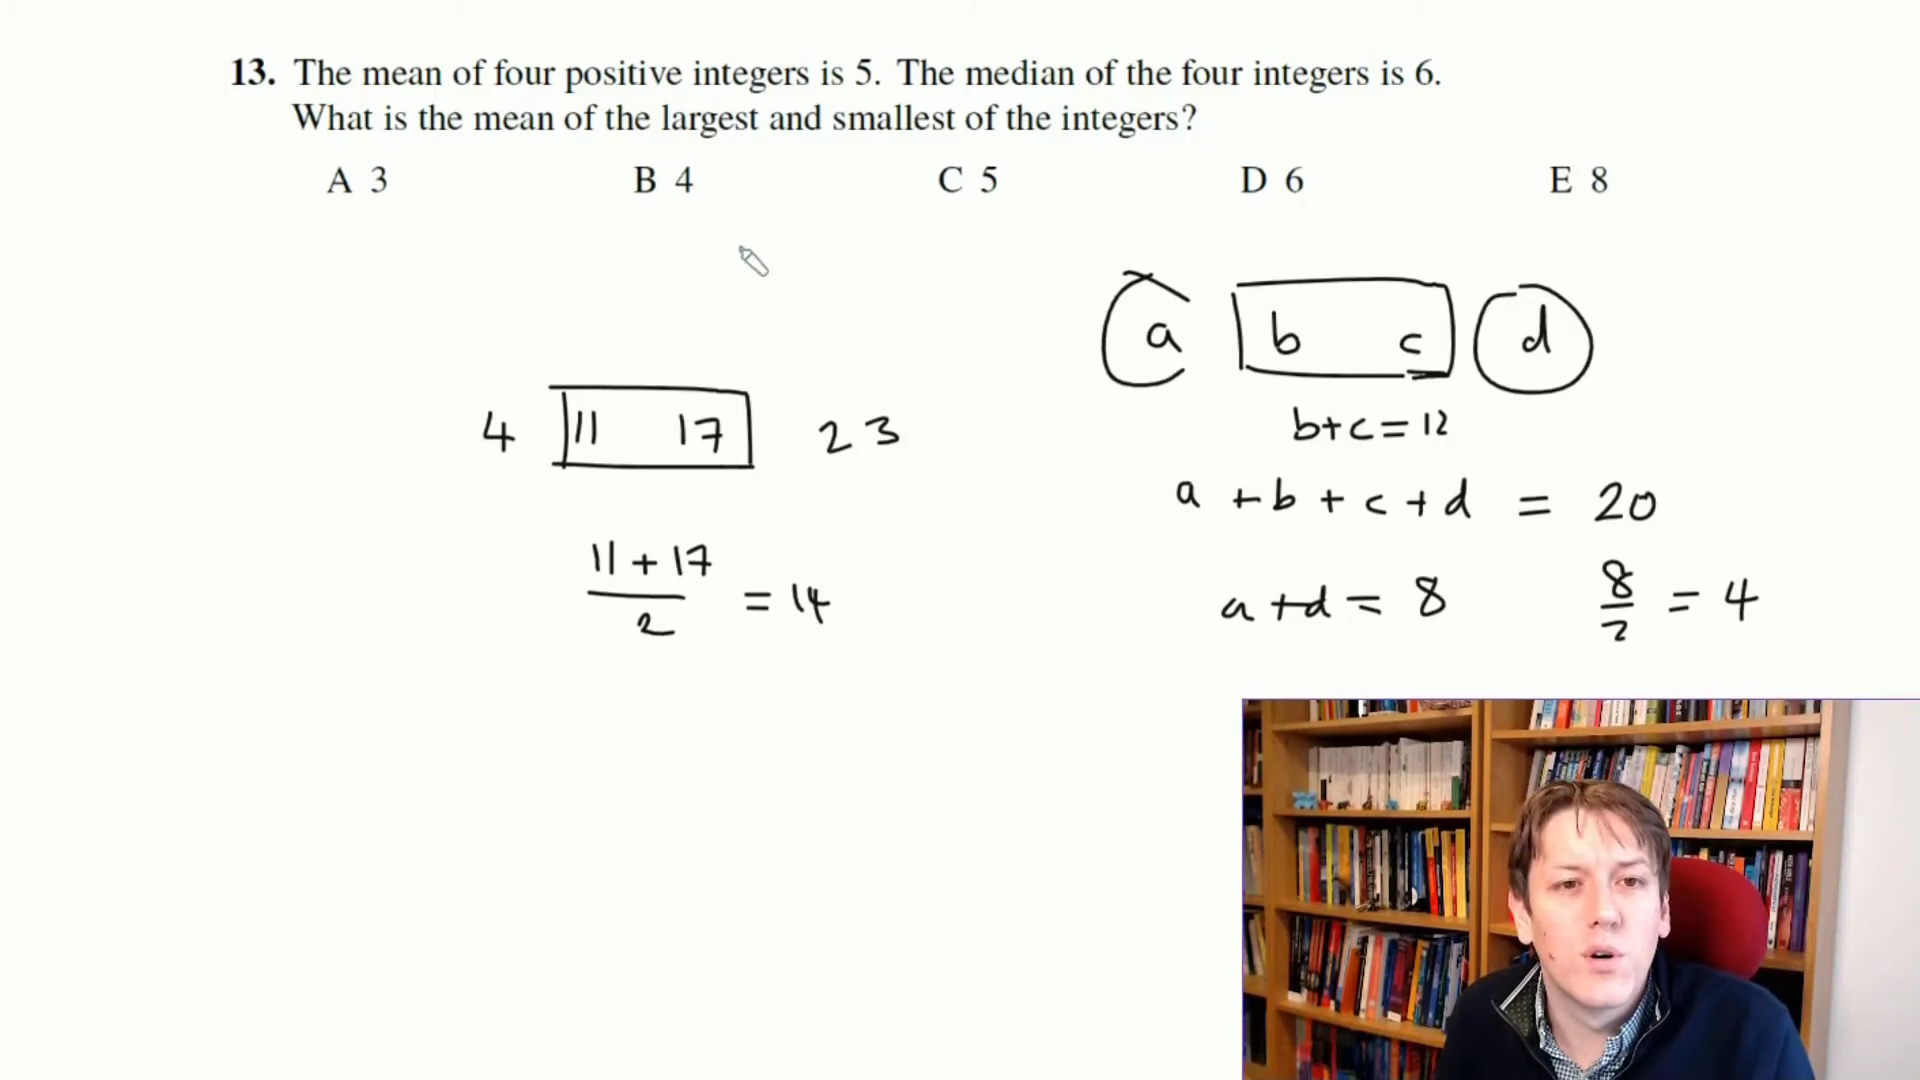 13. The mean of four positive integers is 5. The median of the four integers is 6.
What is the mean of the largest and smallest of the integers?
A 3 B 4 C 5 D 6 E 8
a b c d
4 11 17 23
b+c=12
a + b + c + d = 20
11 + 17
2
= 14
a + d = 8
8
2
= 4